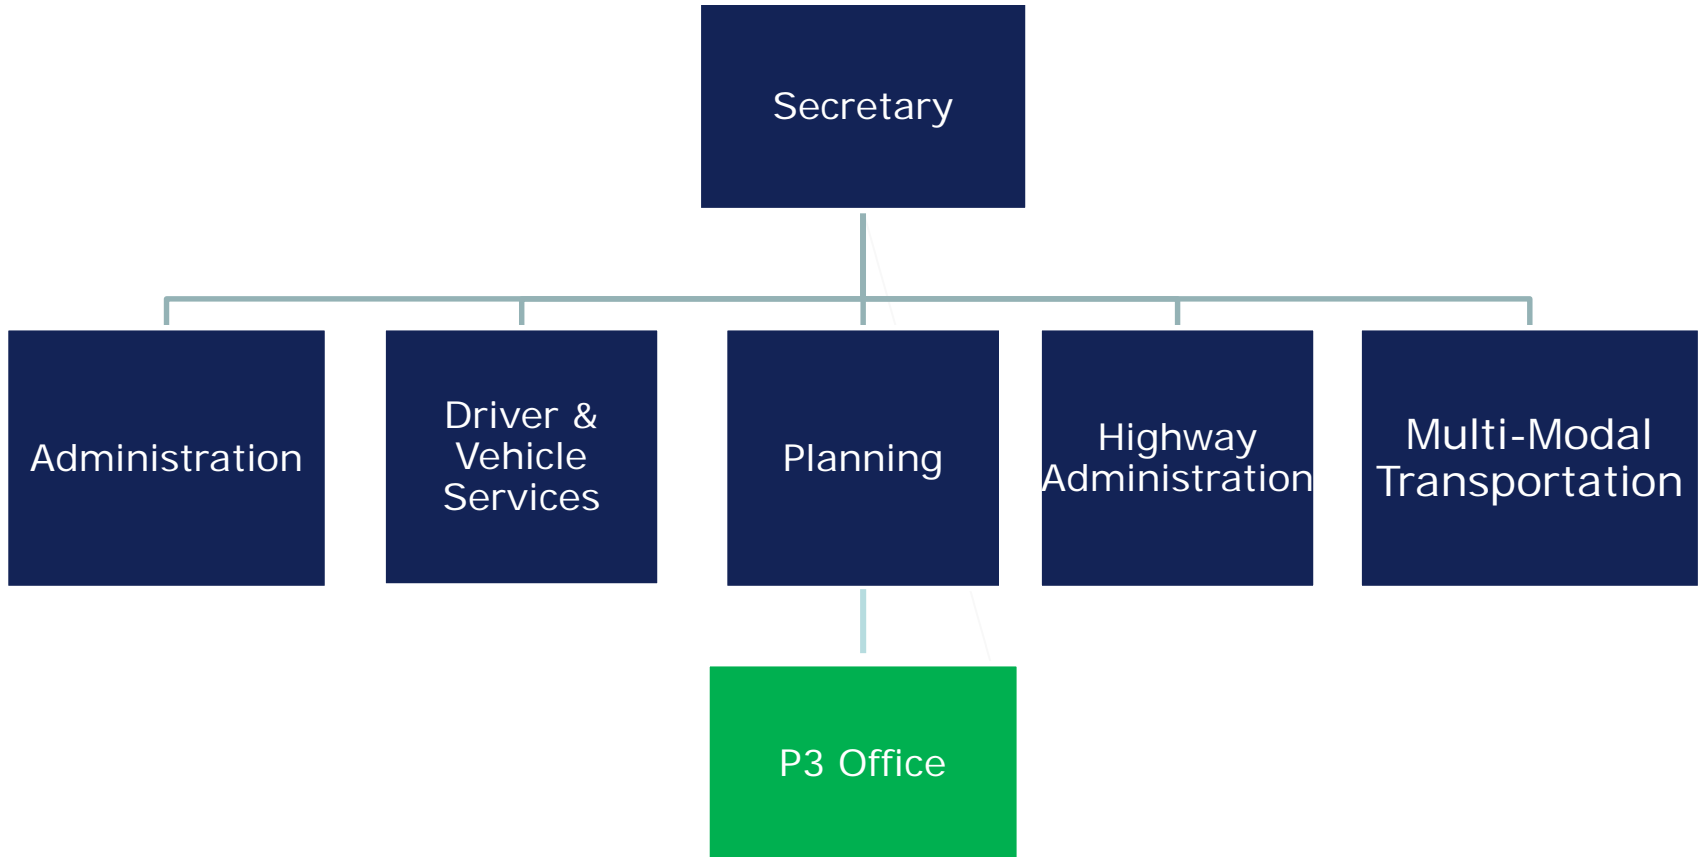 Secretary
Administration
Driver &
Vehicle
Services
Planning
Highway
Administration
Multi-Modal
Transportation
P3 Office